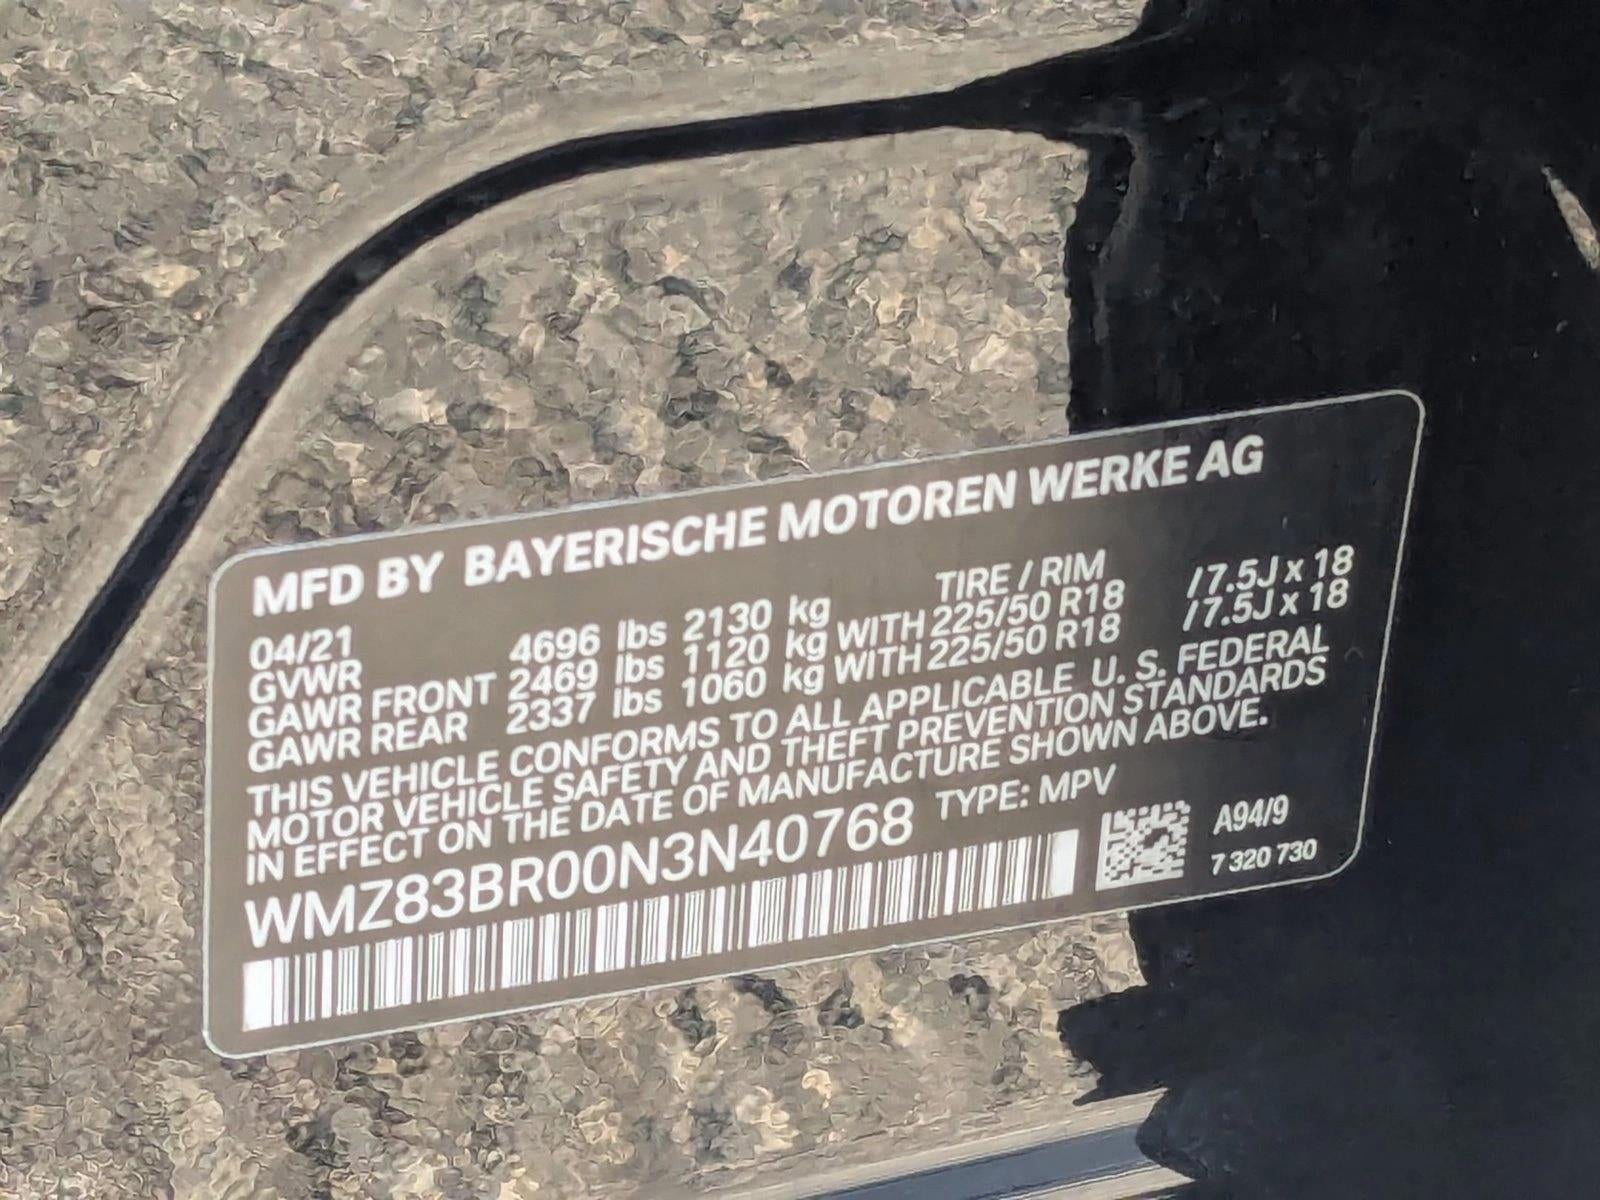 MFD BY BAYERISCHE MOTOREN WERKE AG
04/21 TIRE / RIM
GVWR 4696 lbs 2130 kg
GAWR FRONT 2469 lbs 1120 kg WITH 225/50 R18 /7.5J x 18
GAWR REAR 2337 lbs 1060 kg WITH 225/50 R18 /7.5J x 18
THIS VEHICLE CONFORMS TO ALL APPLICABLE U. S. FEDERAL
MOTOR VEHICLE SAFETY AND THEFT PREVENTION STANDARDS
IN EFFECT ON THE DATE OF MANUFACTURE SHOWN ABOVE.
WMZ83BR00N3N40768 TYPE: MPV
A94/9
7 320 730